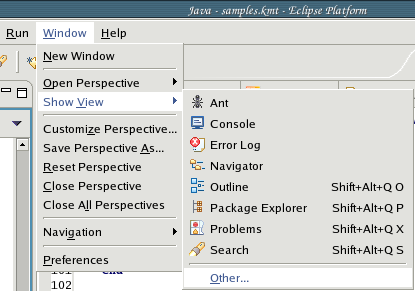 Java - samples.kmt - Eclipse Platform
Run Window Help
New Window
Open Perspective
Show View
Customize Perspective...
Save Perspective As...
Reset Perspective
Close Perspective
Close All Perspectives
Navigation
Preferences
Ant
Console
Error Log
Navigator
Outline Shift+Alt+Q O
Package Explorer Shift+Alt+Q P
Problems Shift+Alt+Q X
Search Shift+Alt+Q S
Other...
101 end
102